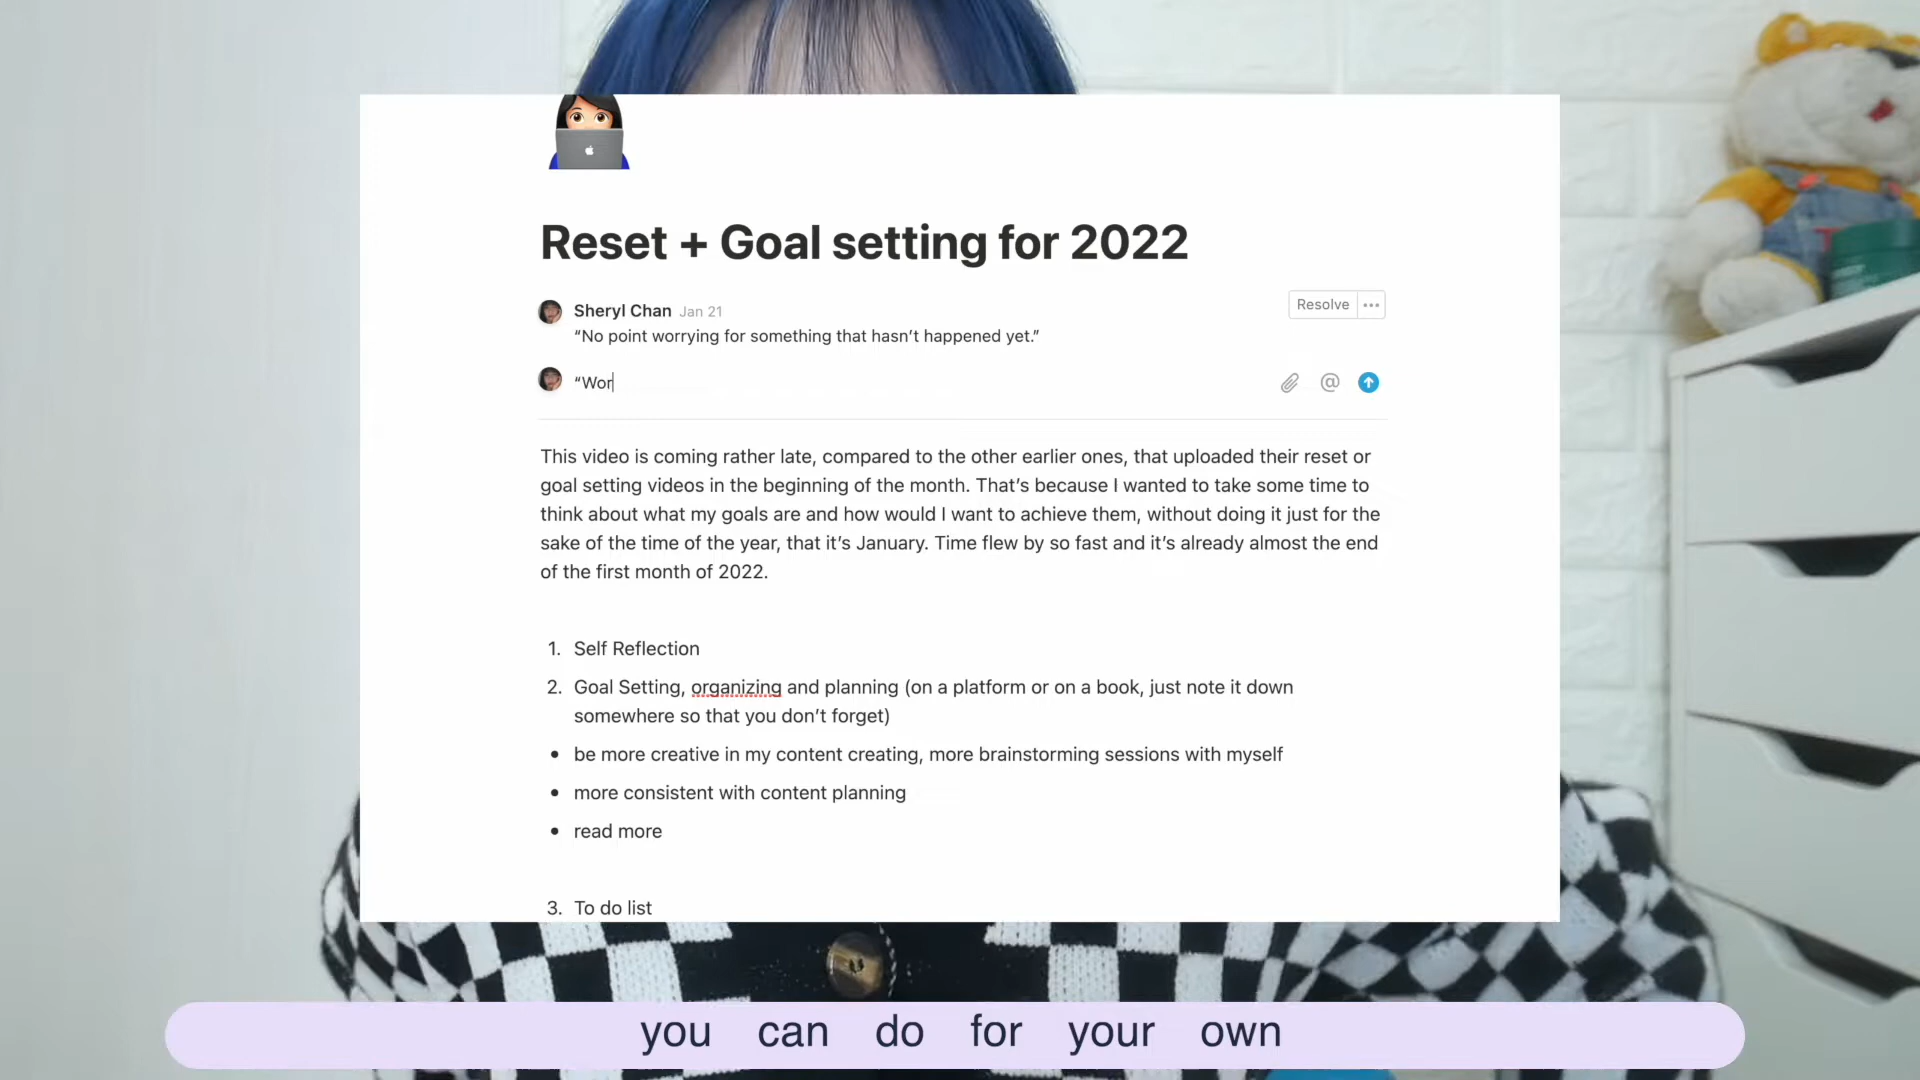 Reset + Goal setting for 2022
Sheryl Chan Jan 21
Resolve
“No point worrying for something that hasn’t happened yet.”
“Wor
This video is coming rather late, compared to the other earlier ones, that uploaded their reset or
goal setting videos in the beginning of the month. That’s because I wanted to take some time to
think about what my goals are and how would I want to achieve them, without doing it just for the
sake of the time of the year, that it’s January. Time flew by so fast and it’s already almost the end
of the first month of 2022.
1. Self Reflection
2. Goal Setting, organizing and planning (on a platform or on a book, just note it down
somewhere so that you don’t forget)
• be more creative in my content creating, more brainstorming sessions with myself
• more consistent with content planning
• read more
3. To do list
you can do for your own